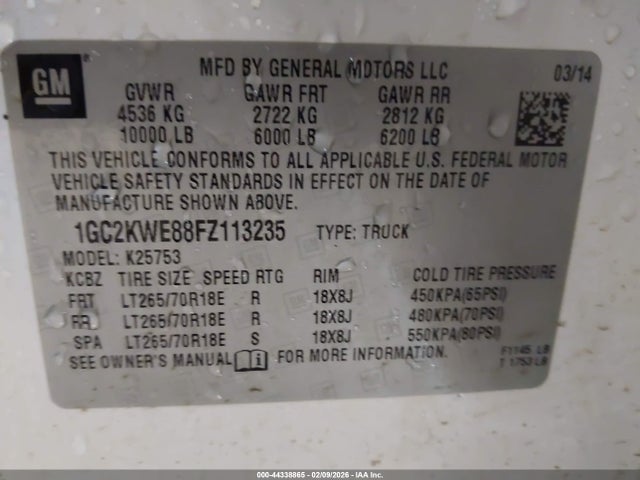 GM
MFD BY GENERAL MOTORS LLC 03/14
GVWR GAWR FRT GAWR RR
4536 KG 2722 KG 2812 KG
10000 LB 6000 LB 6200 LB
THIS VEHICLE CONFORMS TO ALL APPLICABLE U.S. FEDERAL MOTOR
VEHICLE SAFETY STANDARDS IN EFFECT ON THE DATE OF
MANUFACTURE SHOWN ABOVE.
1GC2KWE88FZ113235 TYPE: TRUCK
MODEL: K25753
KCBZ TIRE SIZE SPEED RTG RIM COLD TIRE PRESSURE
FRT LT265/70R18E R 18X8J 450KPA(65PSI)
RR LT265/70R18E R 18X8J 480KPA(70PSI)
SPA LT265/70R18E S 18X8J 550KPA(80PSI)
SEE OWNER'S MANUAL FOR MORE INFORMATION.
F1145 LB
T 1753 LB
000-44338865 - 02/09/2026 - IAA Inc.